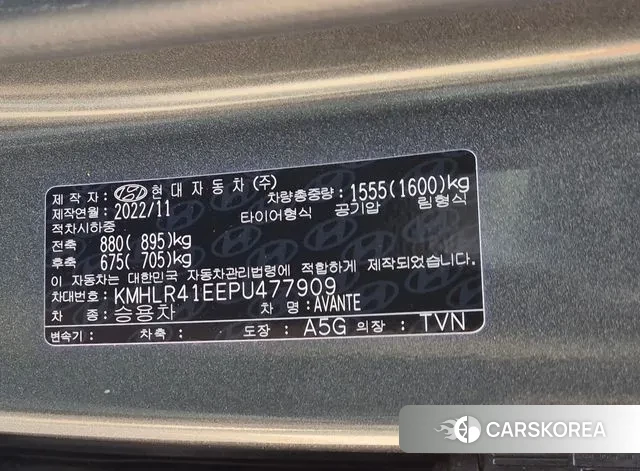 제작자: HYUNDAI 현대자동차(주) 차량총중량: 1555(1600)kg
제작연월: 2022/11 타이어형식 공기압 림형식
적차시하중
전축 880( 895)kg
후축 675( 705)kg
이 자동차는 대한민국 자동차관리법령에 적합하게 제작되었습니다.
차대번호: KMHLR41EEPU477909
차 종: 승용차 차 명: AVANTE
변속기: 차축: 도장: A5G 의장: TVN
CARSKOREA